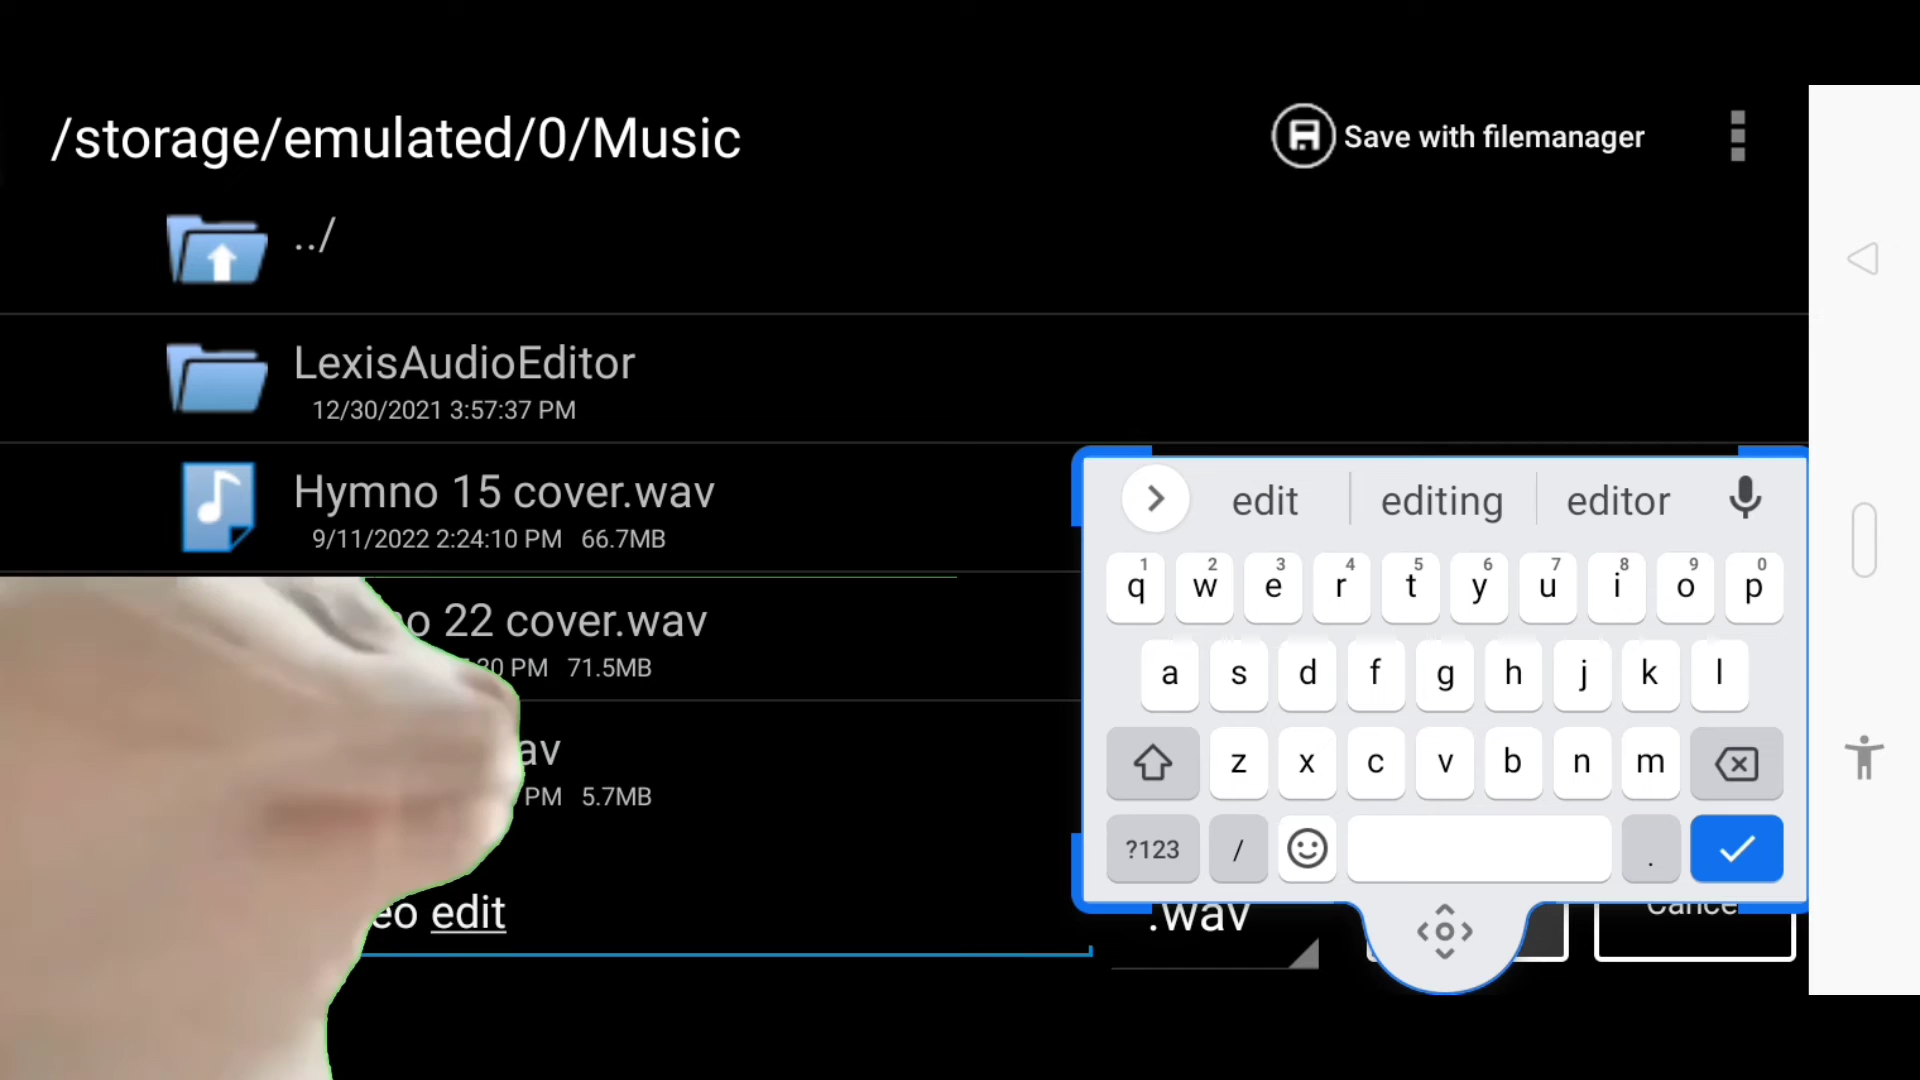 /storage/emulated/0/Music
Save with filemanager
../
LexisAudioEditor
12/30/2021 3:57:37 PM
Hymno 15 cover.wav
9/11/2022 2:24:10 PM 66.7MB
22 cover.wav
PM 71.5MB
PM 5.7MB
edit
.wav
edit editing editor
1 2 3 4 5 6 7 8 9 0
q w e r t y u i o p
a s d f g h j k l
z x c v b n m
?123 / .